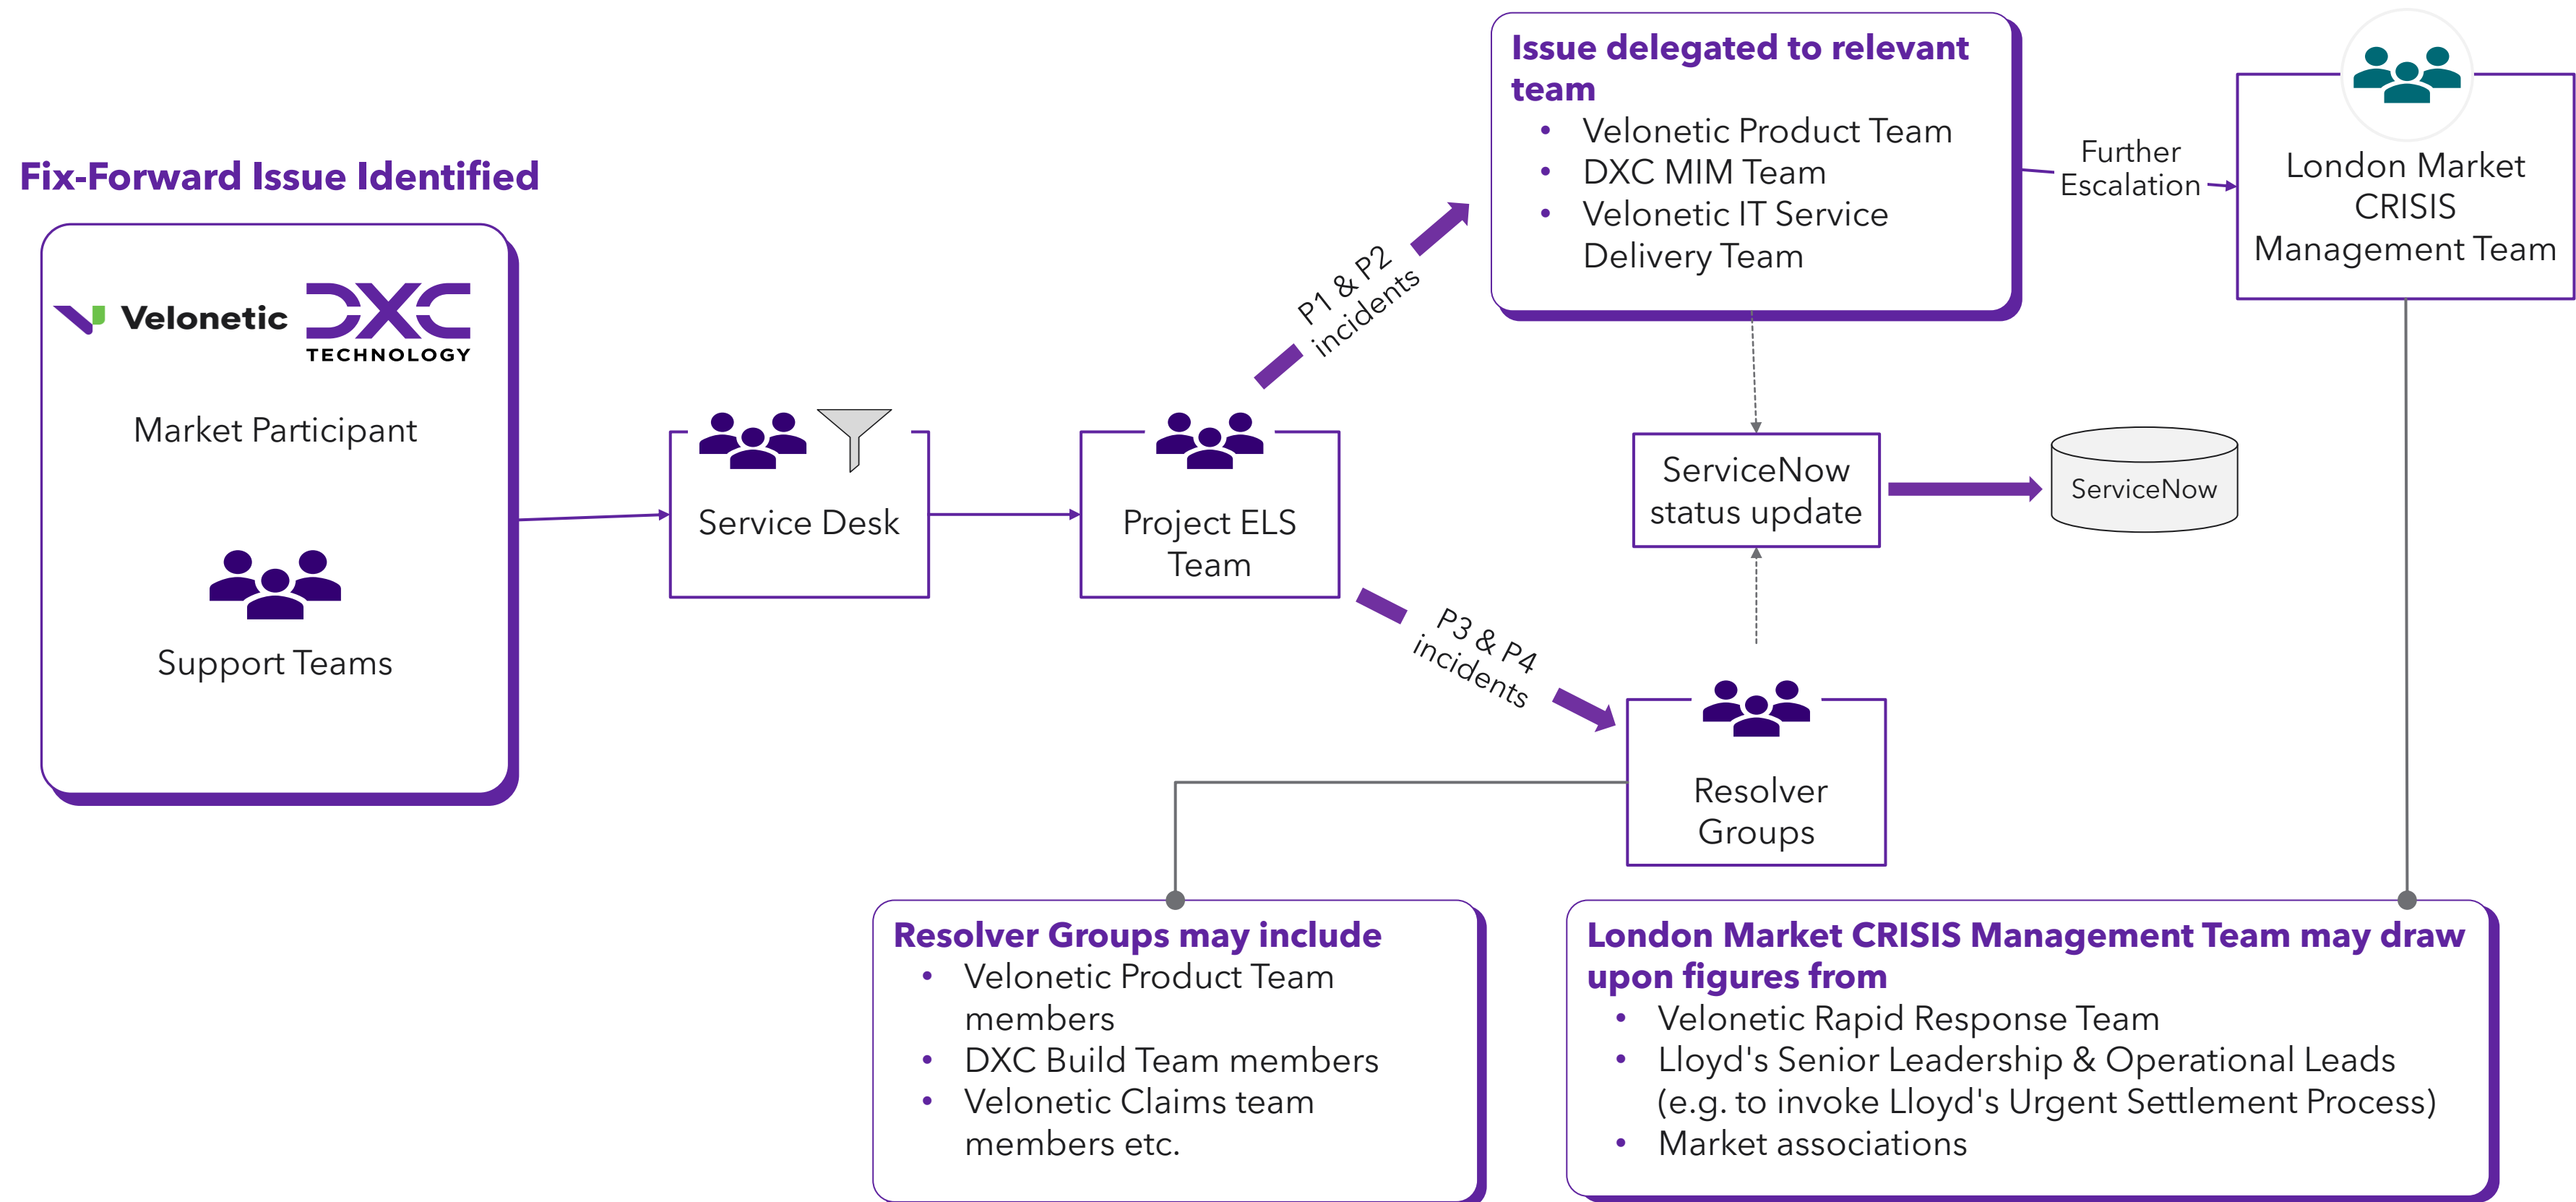 Fix-Forward Issue Identified
Velonetic
DXC
TECHNOLOGY
Market Participant
Support Teams
Service Desk
Project ELS
Team
P1 & P2
incidents
P3 & P4
incidents
Issue delegated to relevant
team
• Velonetic Product Team
• DXC MIM Team
• Velonetic IT Service
Delivery Team
Further
Escalation
London Market
CRISIS
Management Team
ServiceNow
status update
ServiceNow
Resolver
Groups
Resolver Groups may include
• Velonetic Product Team
members
• DXC Build Team members
• Velonetic Claims team
members etc.
London Market CRISIS Management Team may draw
upon figures from
• Velonetic Rapid Response Team
• Lloyd's Senior Leadership & Operational Leads
(e.g. to invoke Lloyd's Urgent Settlement Process)
• Market associations